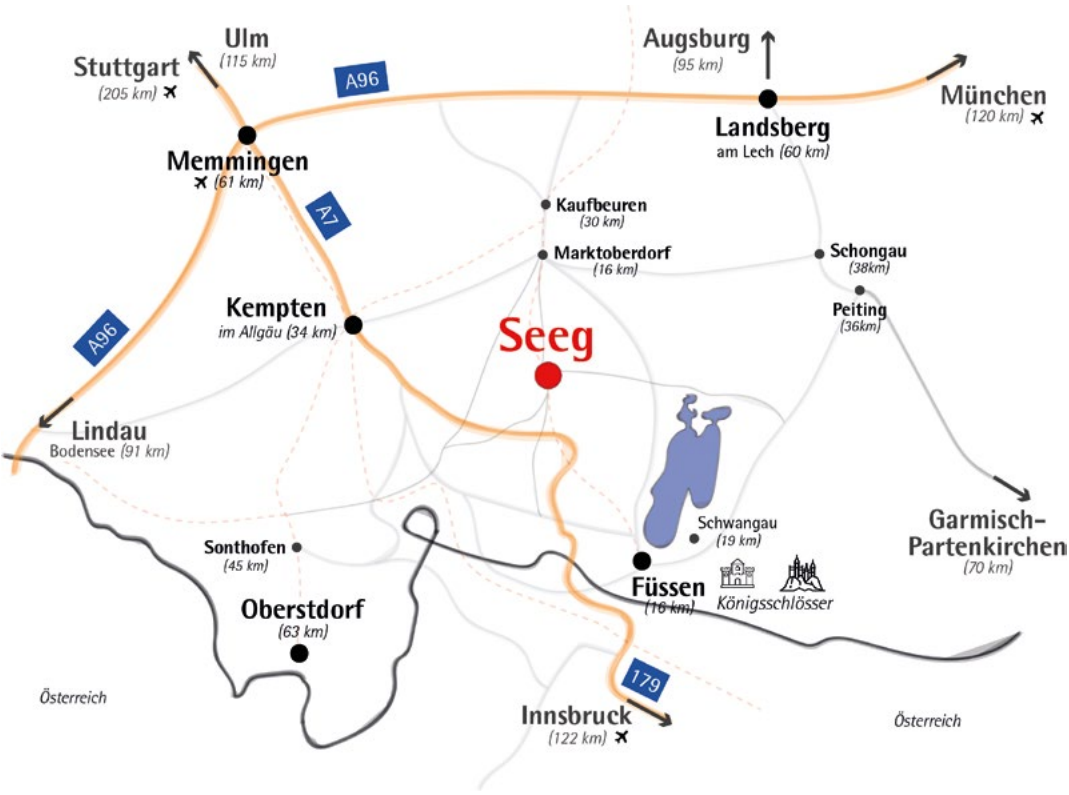 Ulm
(115 km)
Stuttgart
(205 km)
A96
Augsburg
(95 km)
München
(120 km)
Landsberg
am Lech (60 km)
Memmingen
(61 km)
A7
Kaufbeuren
(30 km)
Marktoberdorf
(16 km)
Schongau
(38km)
Peiting
(36km)
Kempten
im Allgäu (34 km)
Seeg
A96
Lindau
Bodensee (91 km)
Schwangau
(19 km)
Garmisch-
Partenkirchen
(70 km)
Sonthofen
(45 km)
Füssen
(16 km)
Königsschlösser
Oberstdorf
(63 km)
179
Österreich
Innsbruck
(122 km)
Österreich